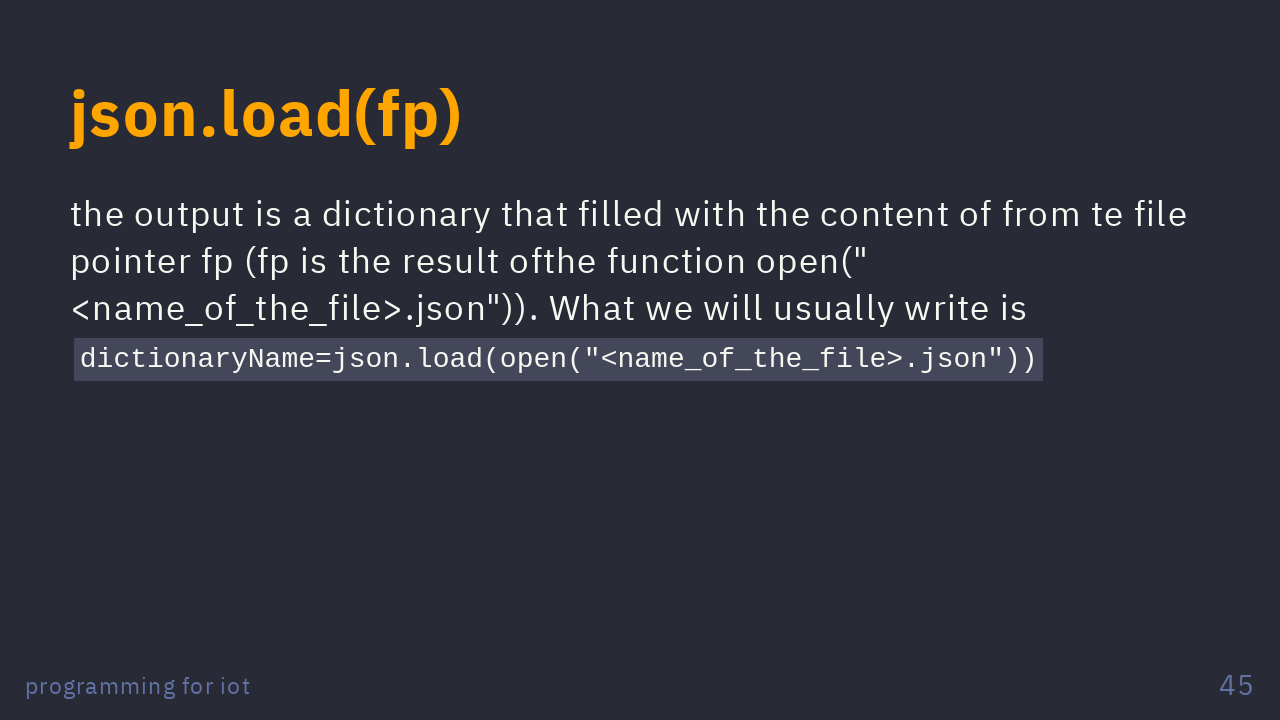 json.load(fp)
the output is a dictionary that filled with the content of from te file
pointer fp (fp is the result ofthe function open("
<name_of_the_file>.json")). What we will usually write is
dictionaryName=json.load(open("<name_of_the_file>.json"))
programming for iot
45